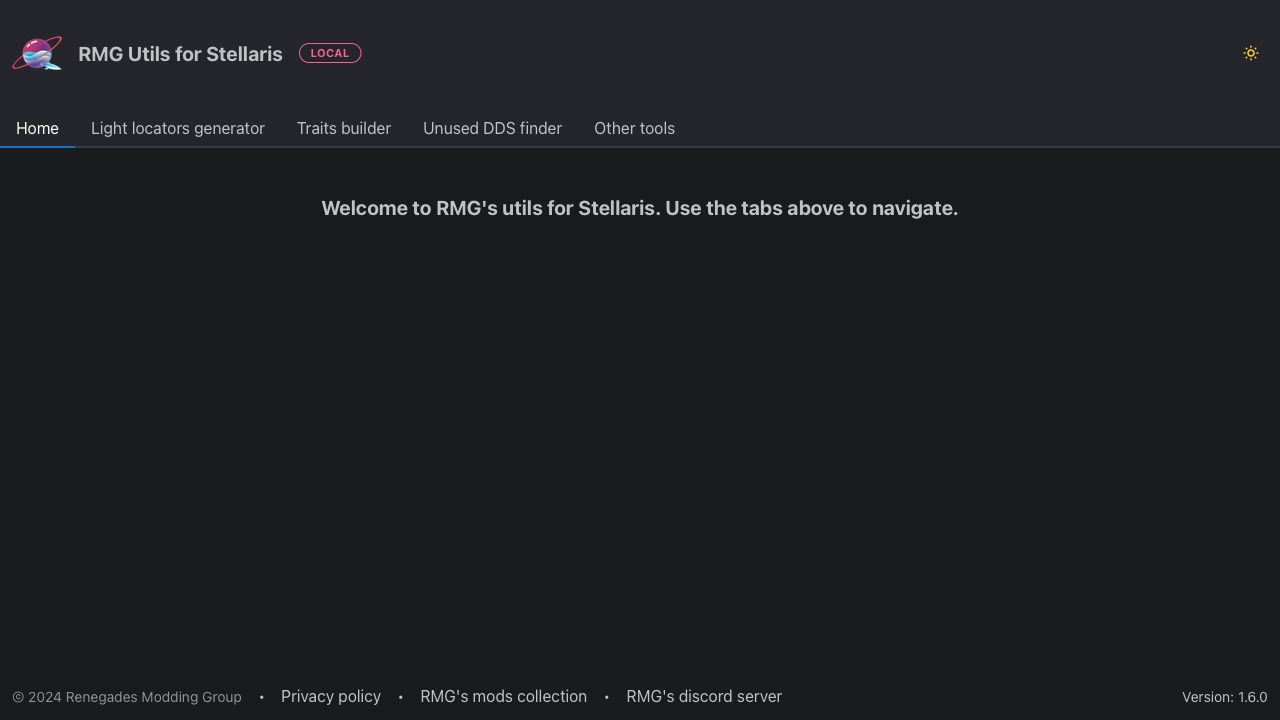 RMG Utils for Stellaris LOCAL
Home Light locators generator Traits builder Unused DDS finder Other tools
Welcome to RMG's utils for Stellaris. Use the tabs above to navigate.
© 2024 Renegades Modding Group • Privacy policy • RMG's mods collection • RMG's discord server Version: 1.6.0